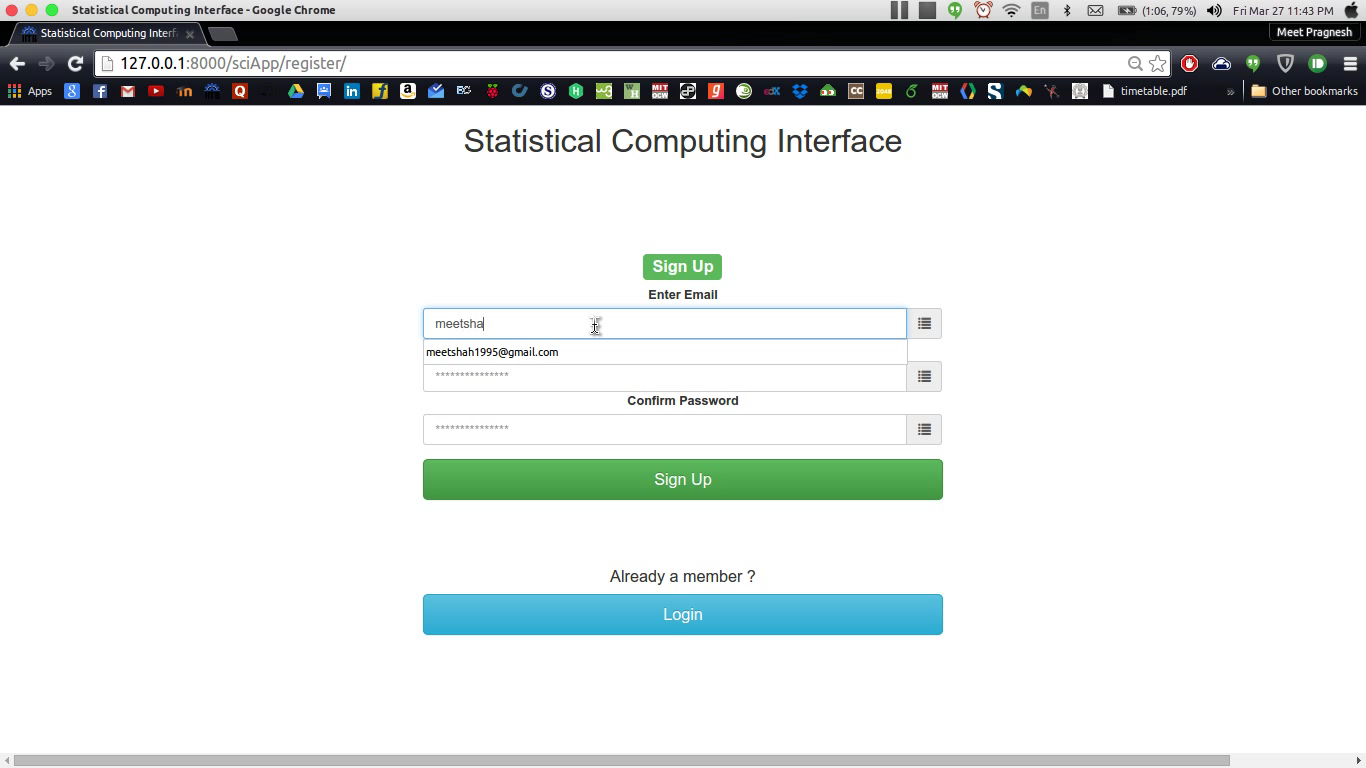 Statistical Computing Interface - Google Chrome
En
(1:06, 79%)
Fri Mar 27 11:43 PM
Statistical Computing Interf
Meet Pragnesh
127.0.0.1:8000/sciApp/register/
Apps
timetable.pdf
»
Other bookmarks
Statistical Computing Interface
Sign Up
Enter Email
meetsha
meetshah1995@gmail.com
***************
Confirm Password
***************
Sign Up
Already a member ?
Login